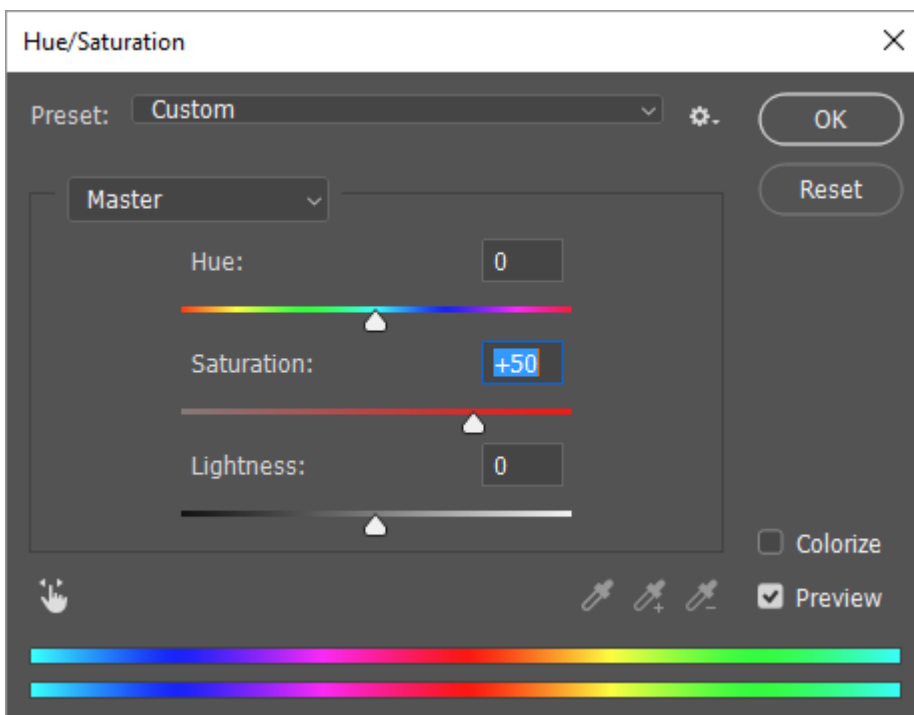 Hue/Saturation
Preset: Custom
OK
Master
Reset
Hue: 0
Saturation: +50
Lightness: 0
Colorize
Preview